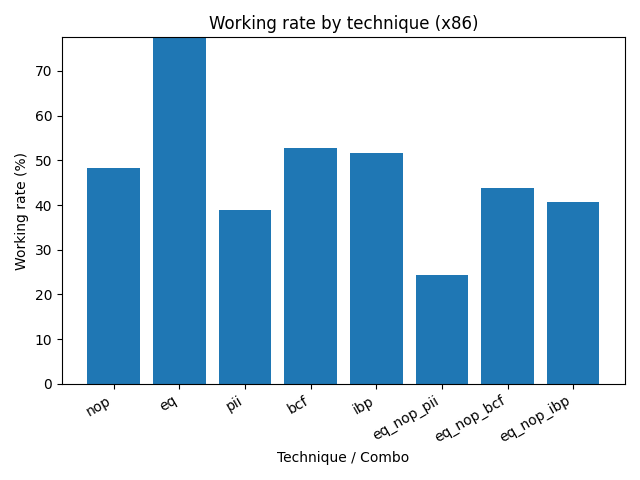 Working rate by technique (x86)
Working rate (%)
70
60
50
40
30
20
10
0
nop
eq
pii
bcf
ibp
eq_nop_pii
eq_nop_bcf
eq_nop_ibp
Technique / Combo